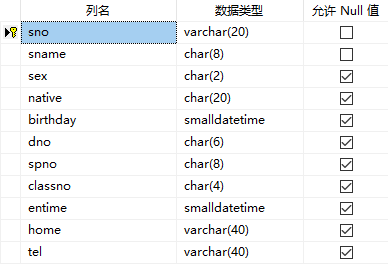 列名 数据类型 允许 Null 值
sno varchar(20)
sname char(8)
sex char(2)
native char(20)
birthday smalldatetime
dno char(6)
spno char(8)
classno char(4)
entime smalldatetime
home varchar(40)
tel varchar(40)